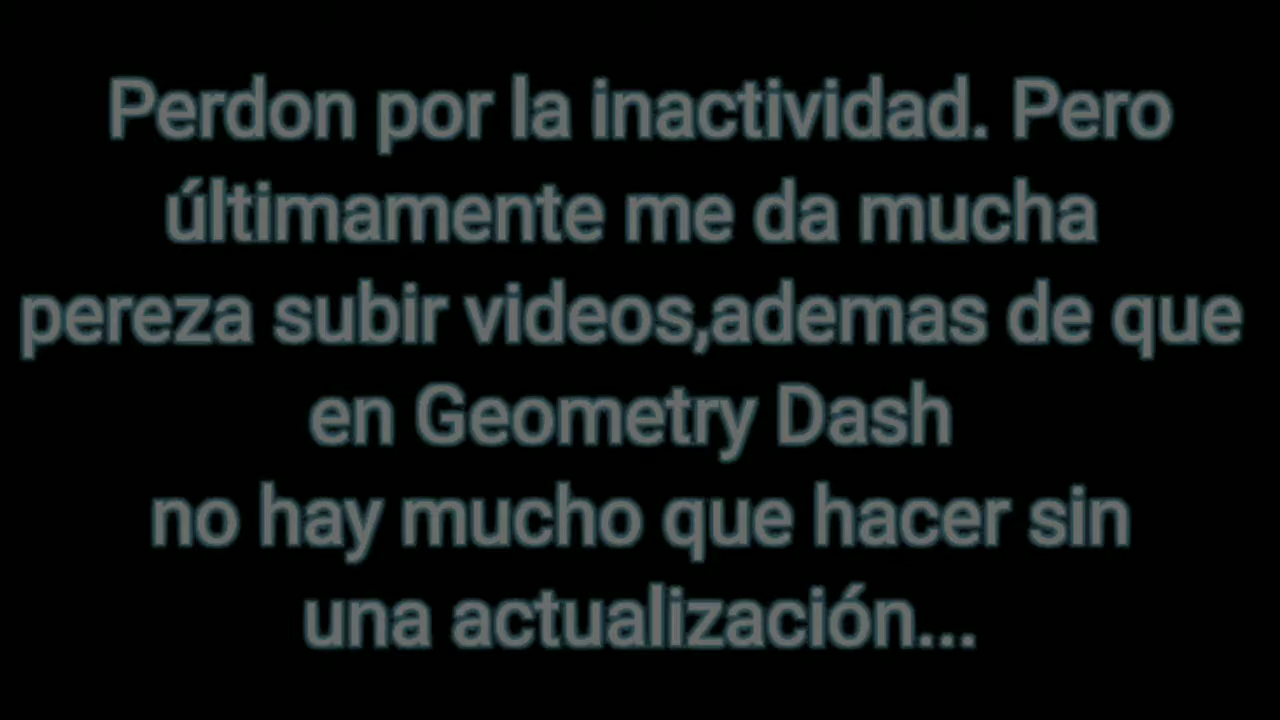 Perdon por la inactividad. Pero
últimamente me da mucha
pereza subir videos,ademas de que
en Geometry Dash
no hay mucho que hacer sin
una actualización...